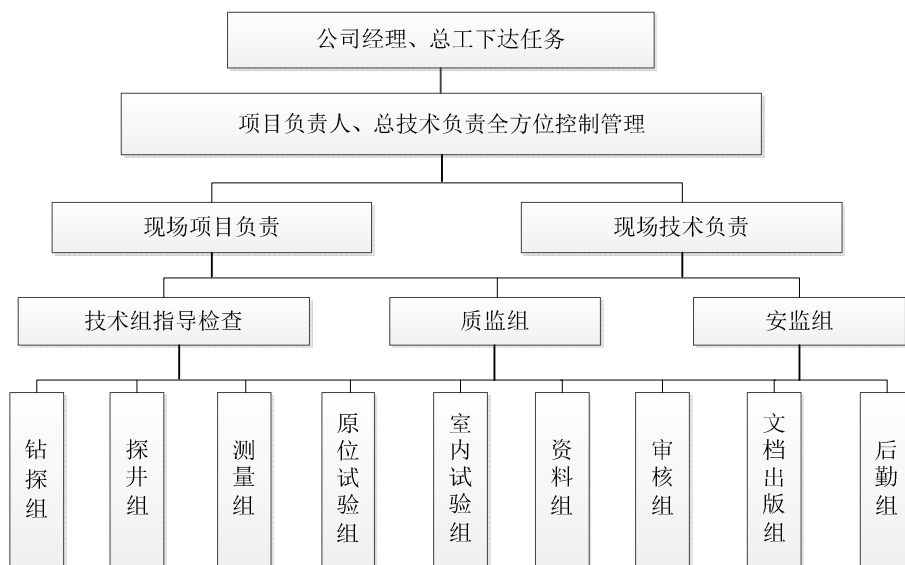 公司经理、总工下达任务
项目负责人、总技术负责全方位控制管理
现场项目负责
现场技术负责
技术组指导检查
质监组
安监组
钻探组
探井组
测量组
原位试验组
室内试验组
资料组
审核组
文档出版组
后勤组